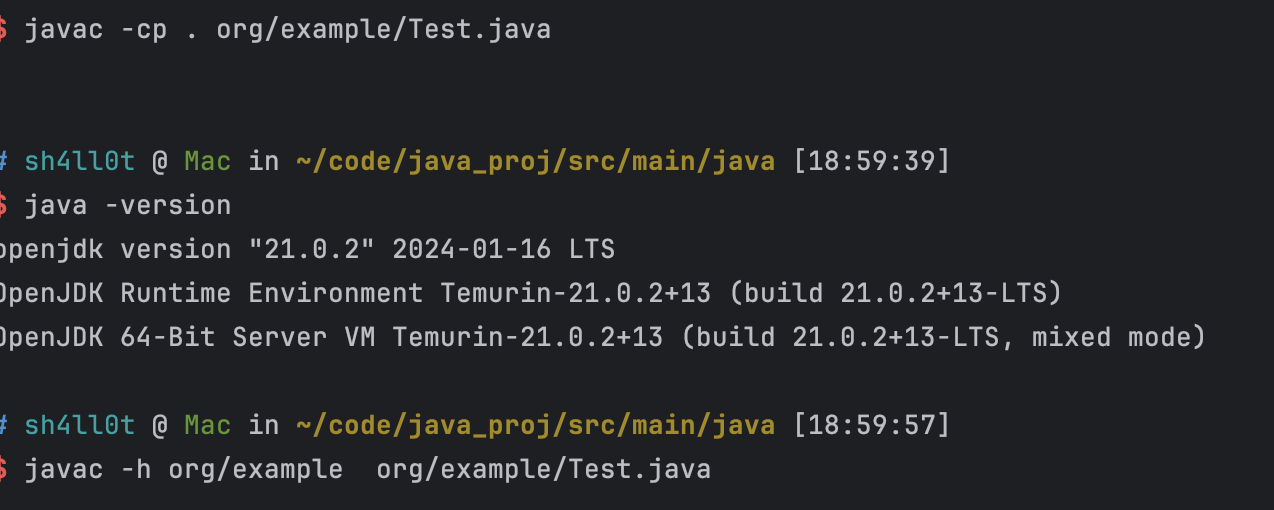 $ javac -cp . org/example/Test.java
# sh4ll0t @ Mac in ~/code/java_proj/src/main/java [18:59:39]
$ java -version
openjdk version "21.0.2" 2024-01-16 LTS
OpenJDK Runtime Environment Temurin-21.0.2+13 (build 21.0.2+13-LTS)
OpenJDK 64-Bit Server VM Temurin-21.0.2+13 (build 21.0.2+13-LTS, mixed mode)
# sh4ll0t @ Mac in ~/code/java_proj/src/main/java [18:59:57]
$ javac -h org/example  org/example/Test.java